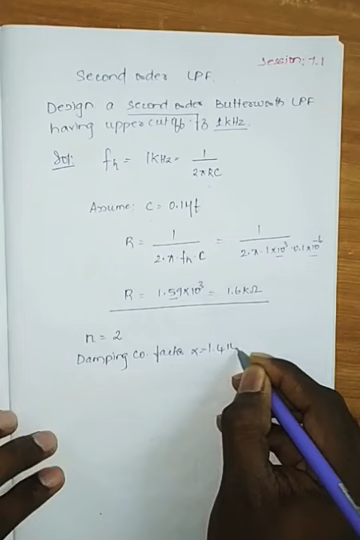 Session: 7.1
Second order LPF.
Design a second order Butterworth LPF
having upper cut off fz 1kHz.
Sol: fh = 1kHz = 1 / 2πRC
Assume: C = 0.1μf
R = 1 / 2·π·fh·C = 1 / 2·π·1×10³·0.1×10⁻⁶
R = 1.59×10³ = 1.6kΩ
n = 2
Damping co. factor α = 1.414